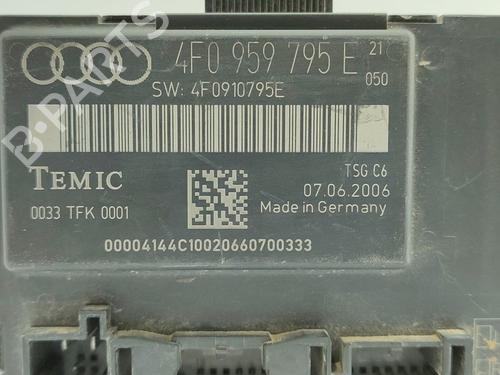 4F0 959 795 E 21
050
SW: 4F0910795E
TEMIC
TSG C6
07.06.2006
0033 TFK 0001
Made in Germany
00004144C10020660700333
B-PARTS